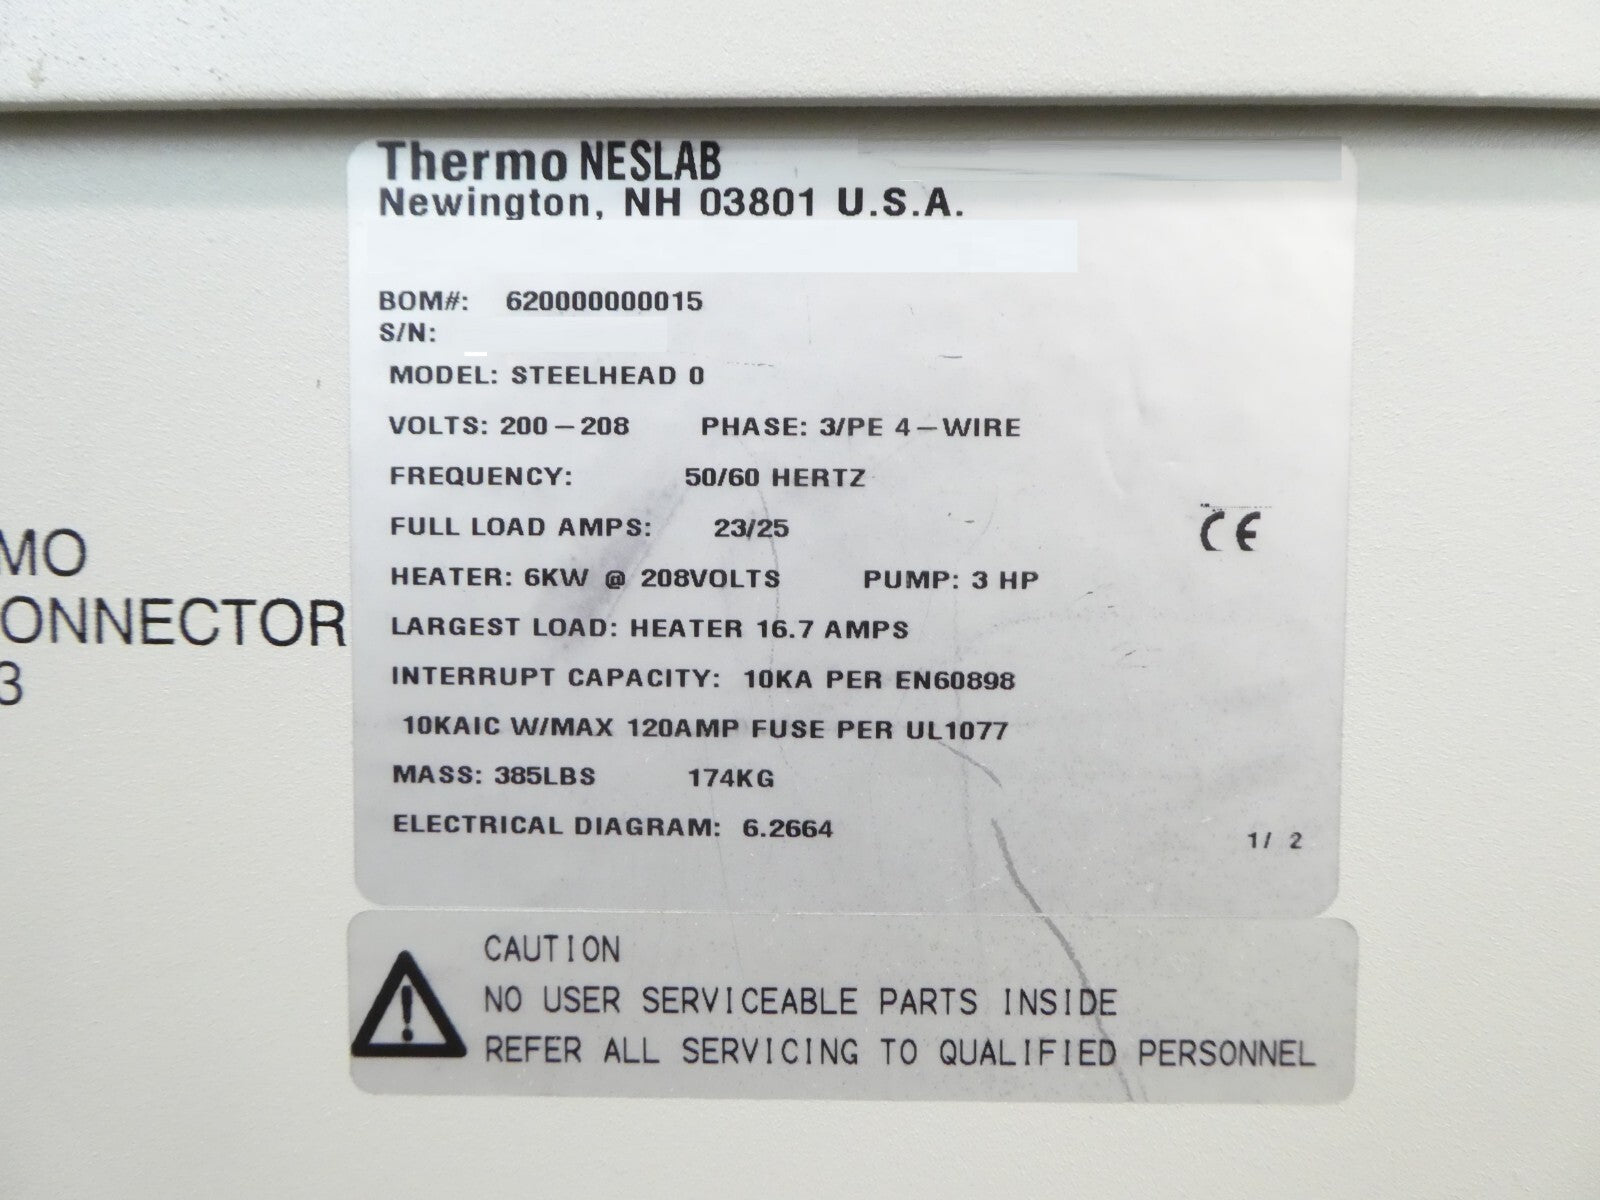 Thermo NESLAB
Newington, NH 03801 U.S.A.
BOM#: 620000000015
S/N:
MODEL: STEELHEAD 0
VOLTS: 200-208 PHASE: 3/PE 4-WIRE
FREQUENCY: 50/60 HERTZ
FULL LOAD AMPS: 23/25
CE
HEATER: 6KW @ 208VOLTS PUMP: 3 HP
LARGEST LOAD: HEATER 16.7 AMPS
INTERRUPT CAPACITY: 10KA PER EN60898
10KAIC W/MAX 120AMP FUSE PER UL1077
MASS: 385LBS 174KG
ELECTRICAL DIAGRAM: 6.2664
1/ 2
CAUTION
NO USER SERVICEABLE PARTS INSIDE
REFER ALL SERVICING TO QUALIFIED PERSONNEL
MO
ONNECTOR
3